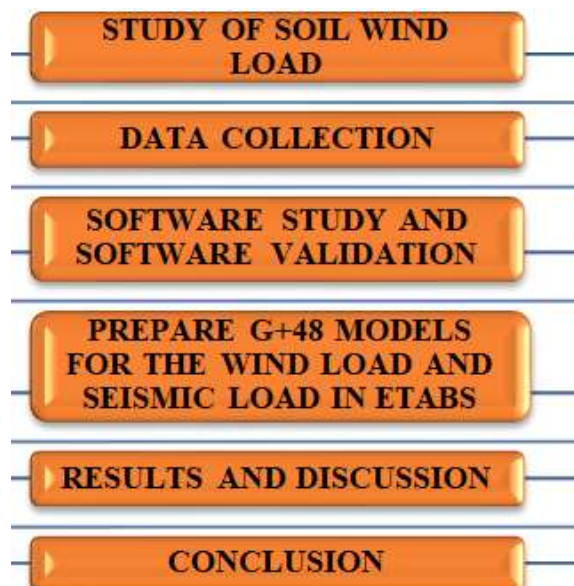 STUDY OF SOIL WIND
LOAD
DATA COLLECTION
SOFTWARE STUDY AND
SOFTWARE VALIDATION
PREPARE G+48 MODELS
FOR THE WIND LOAD AND
SEISMIC LOAD IN ETABS
RESULTS AND DISCUSSION
CONCLUSION